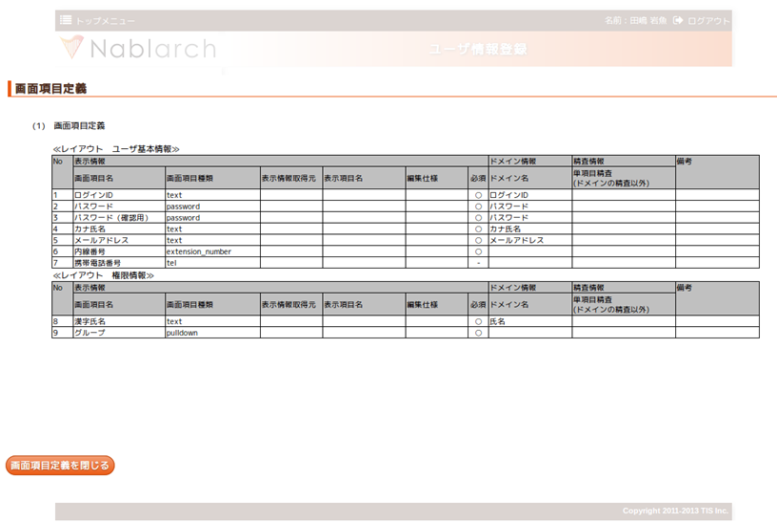 トップメニュー
名前：田嶋 岩魚 ログアウト
Nablarch
ユーザ情報登録
画面項目定義
(1) 画面項目定義
≪レイアウト ユーザ基本情報≫
No 表示情報 ドメイン情報 精査情報 備考
画面項目名 画面項目種類 表示情報取得元 表示項目名 編集仕様 必須 ドメイン名 単項目精査
(ドメインの精査以外)
1 ログインID text ○ ログインID
2 パスワード password ○ パスワード
3 パスワード（確認用） password ○ パスワード
4 カナ氏名 text ○ カナ氏名
5 メールアドレス text ○ メールアドレス
6 内線番号 extension_number ○
7 携帯電話番号 tel -
≪レイアウト 権限情報≫
No 表示情報 ドメイン情報 精査情報 備考
画面項目名 画面項目種類 表示情報取得元 表示項目名 編集仕様 必須 ドメイン名 単項目精査
(ドメインの精査以外)
8 漢字氏名 text ○ 氏名
9 グループ pulldown ○
画面項目定義を閉じる
Copyright 2011-2013 TIS Inc.